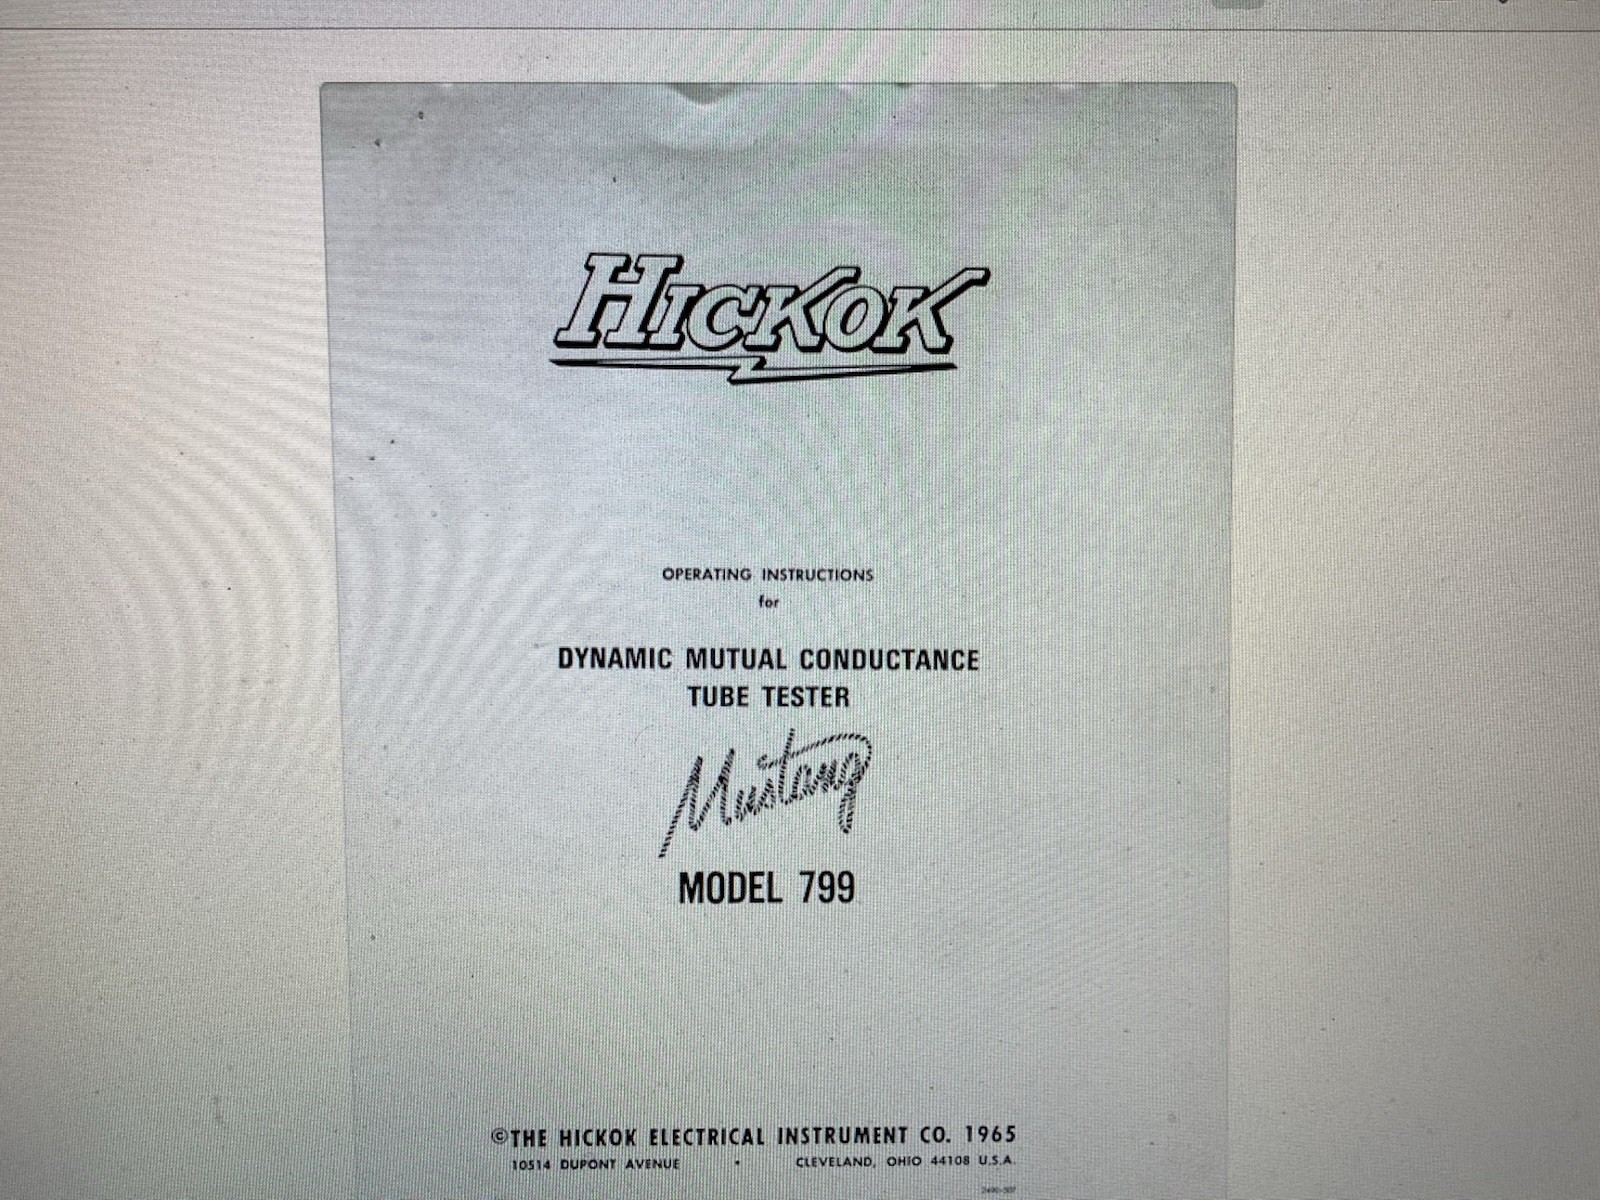 HICKOK
OPERATING INSTRUCTIONS
for
DYNAMIC MUTUAL CONDUCTANCE
TUBE TESTER
Mustang
MODEL 799
©THE HICKOK ELECTRICAL INSTRUMENT CO. 1965
10514 DUPONT AVENUE • CLEVELAND, OHIO 44108 U.S.A.